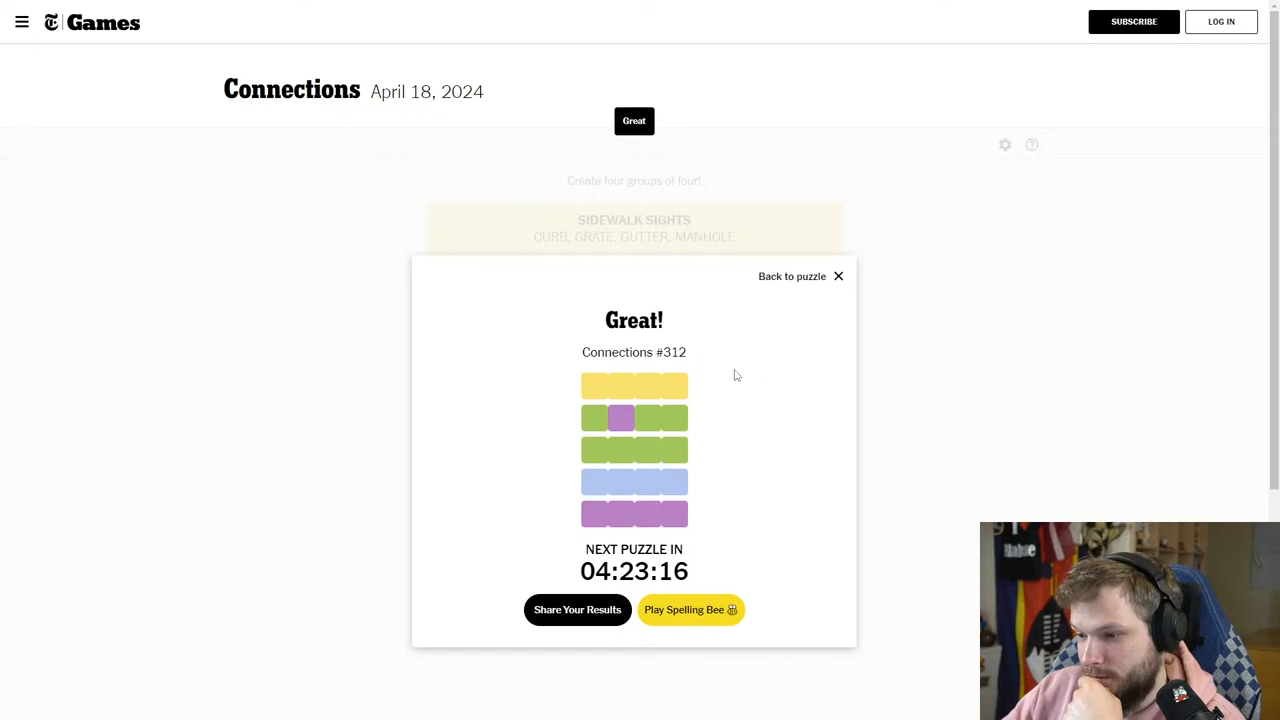 Games
SUBSCRIBE
LOG IN
Connections April 18, 2024
Great
Create four groups of four!
SIDEWALK SIGHTS
CURB, GRATE, GUTTER, MANHOLE
Back to puzzle
Great!
Connections #312
NEXT PUZZLE IN
04:23:16
Share Your Results
Play Spelling Bee